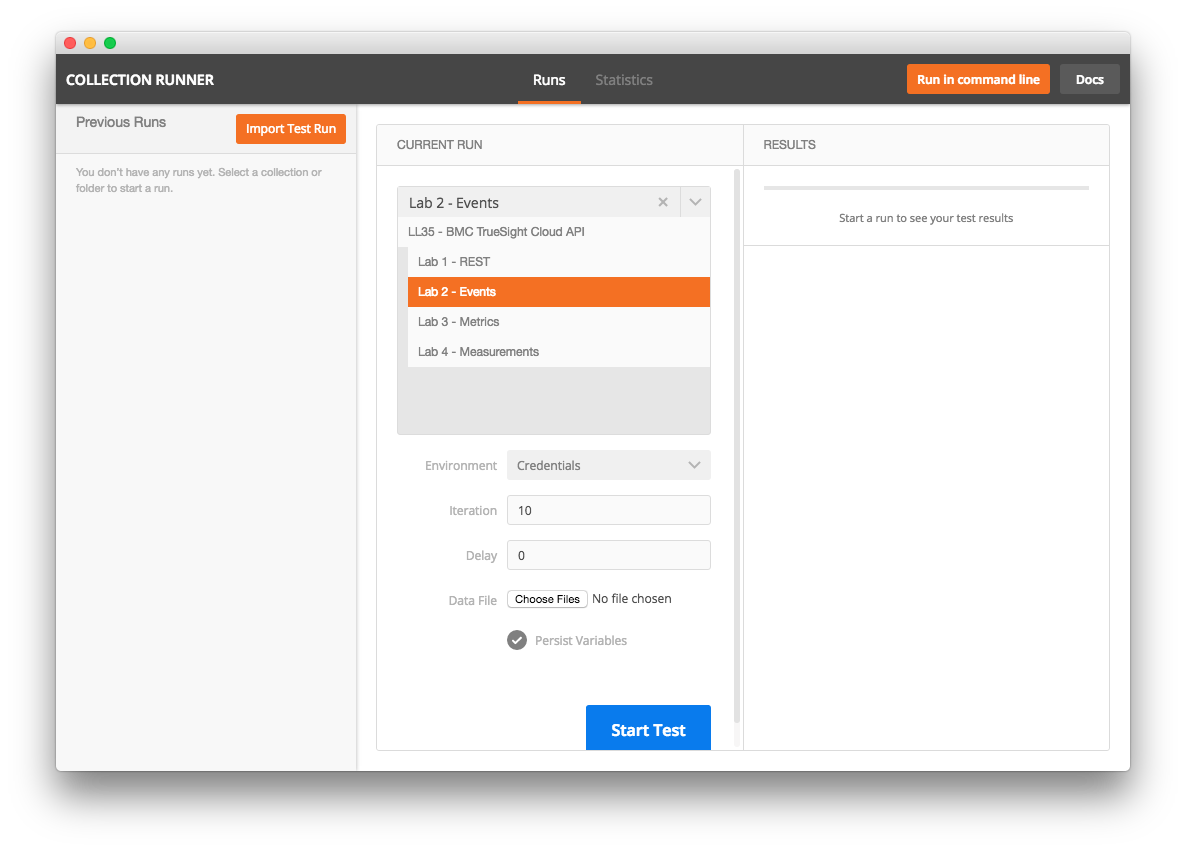 COLLECTION RUNNER
Runs
Statistics
Run in command line
Docs
Previous Runs
Import Test Run
You don't have any runs yet. Select a collection or
folder to start a run.
CURRENT RUN
Lab 2 - Events
LL35 - BMC TrueSight Cloud API
Lab 1 - REST
Lab 2 - Events
Lab 3 - Metrics
Lab 4 - Measurements
Environment
Credentials
Iteration
10
Delay
0
Data File
Choose Files
No file chosen
Persist Variables
Start Test
RESULTS
Start a run to see your test results